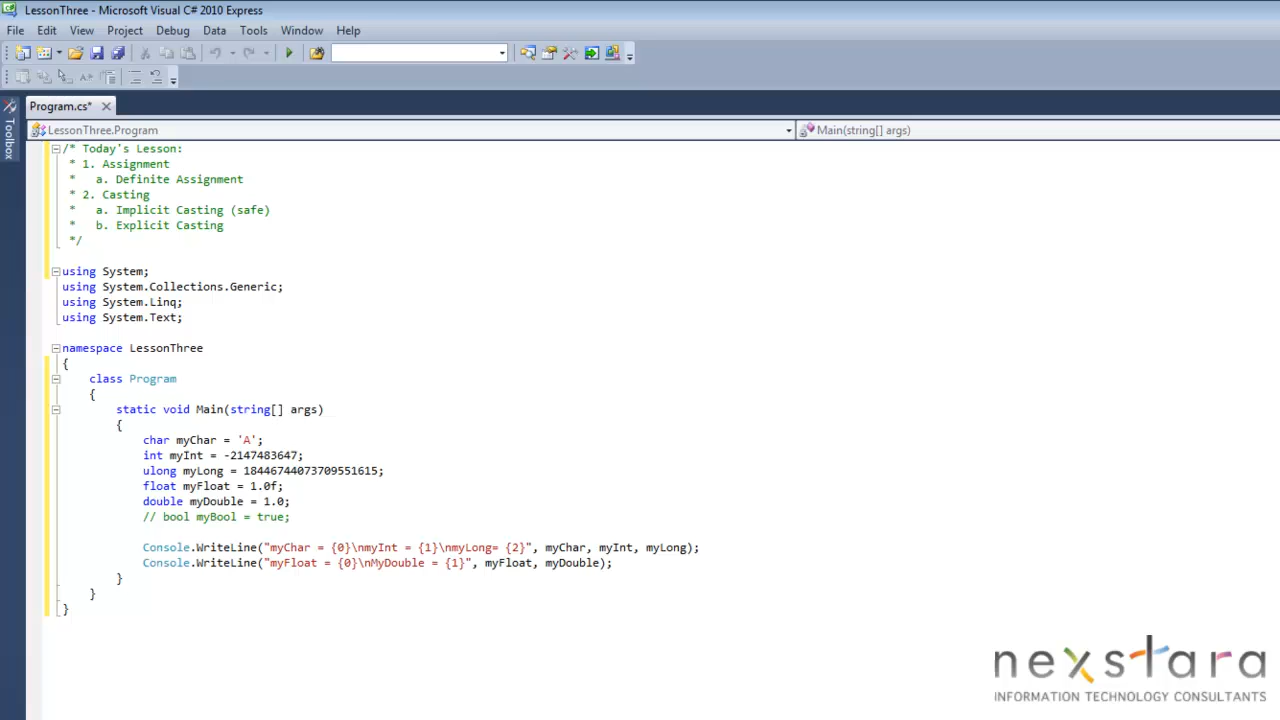 LessonThree - Microsoft Visual C# 2010 Express
File Edit View Project Debug Data Tools Window Help
Program.cs*
Toolbox
LessonThree.Program
Main(string[] args)
/* Today's Lesson:
 * 1. Assignment
 *   a. Definite Assignment
 * 2. Casting
 *   a. Implicit Casting (safe)
 *   b. Explicit Casting
 */
using System;
using System.Collections.Generic;
using System.Linq;
using System.Text;
namespace LessonThree
{
    class Program
    {
        static void Main(string[] args)
        {
            char myChar = 'A';
            int myInt = -2147483647;
            ulong myLong = 18446744073709551615;
            float myFloat = 1.0f;
            double myDouble = 1.0;
            // bool myBool = true;
            Console.WriteLine("myChar = {0}\nmyInt = {1}\nmyLong= {2}", myChar, myInt, myLong);
            Console.WriteLine("myFloat = {0}\nMyDouble = {1}", myFloat, myDouble);
        }
    }
}
nexstara
INFORMATION TECHNOLOGY CONSULTANTS